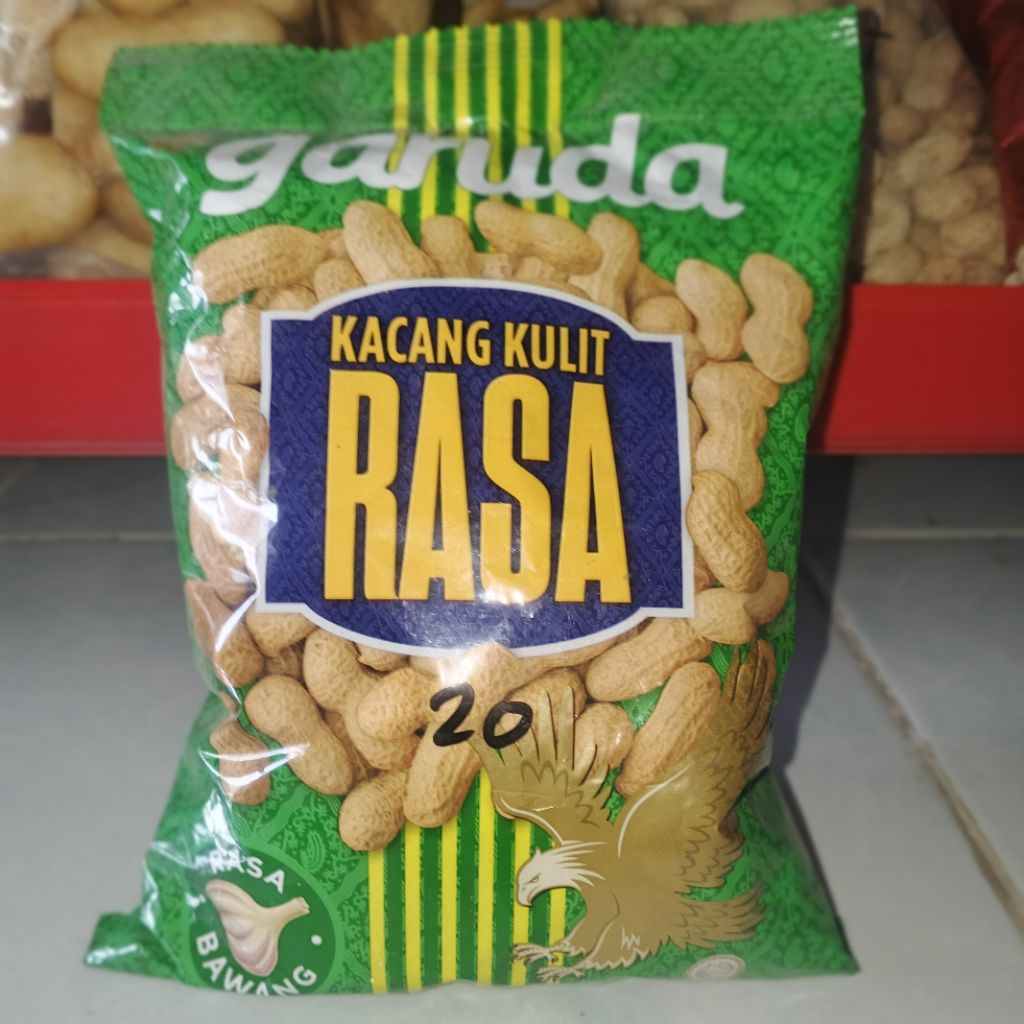 garuda
KACANG KULIT
RASA
20
RASA
BAWANG